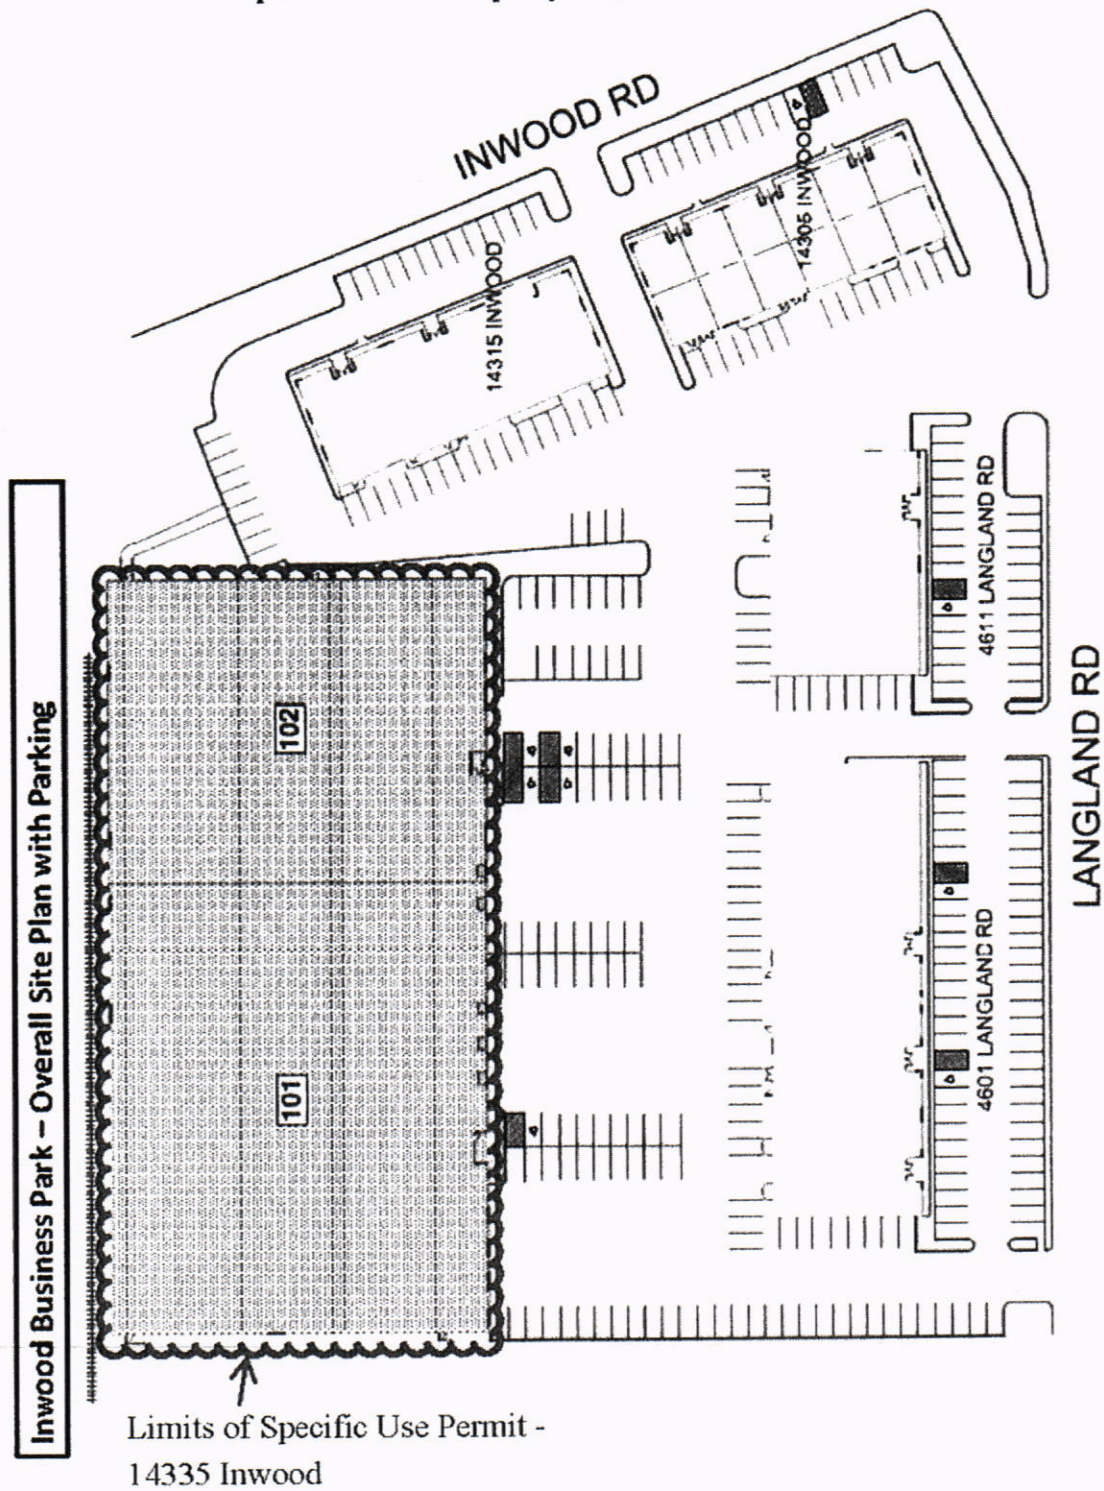 Inwood Business Park – Overall Site Plan with Parking
INWOOD RD
14315 INWOOD
14305 INWOOD
102
101
4611 LANGLAND RD
4601 LANGLAND RD
LANGLAND RD
Limits of Specific Use Permit -
14335 Inwood